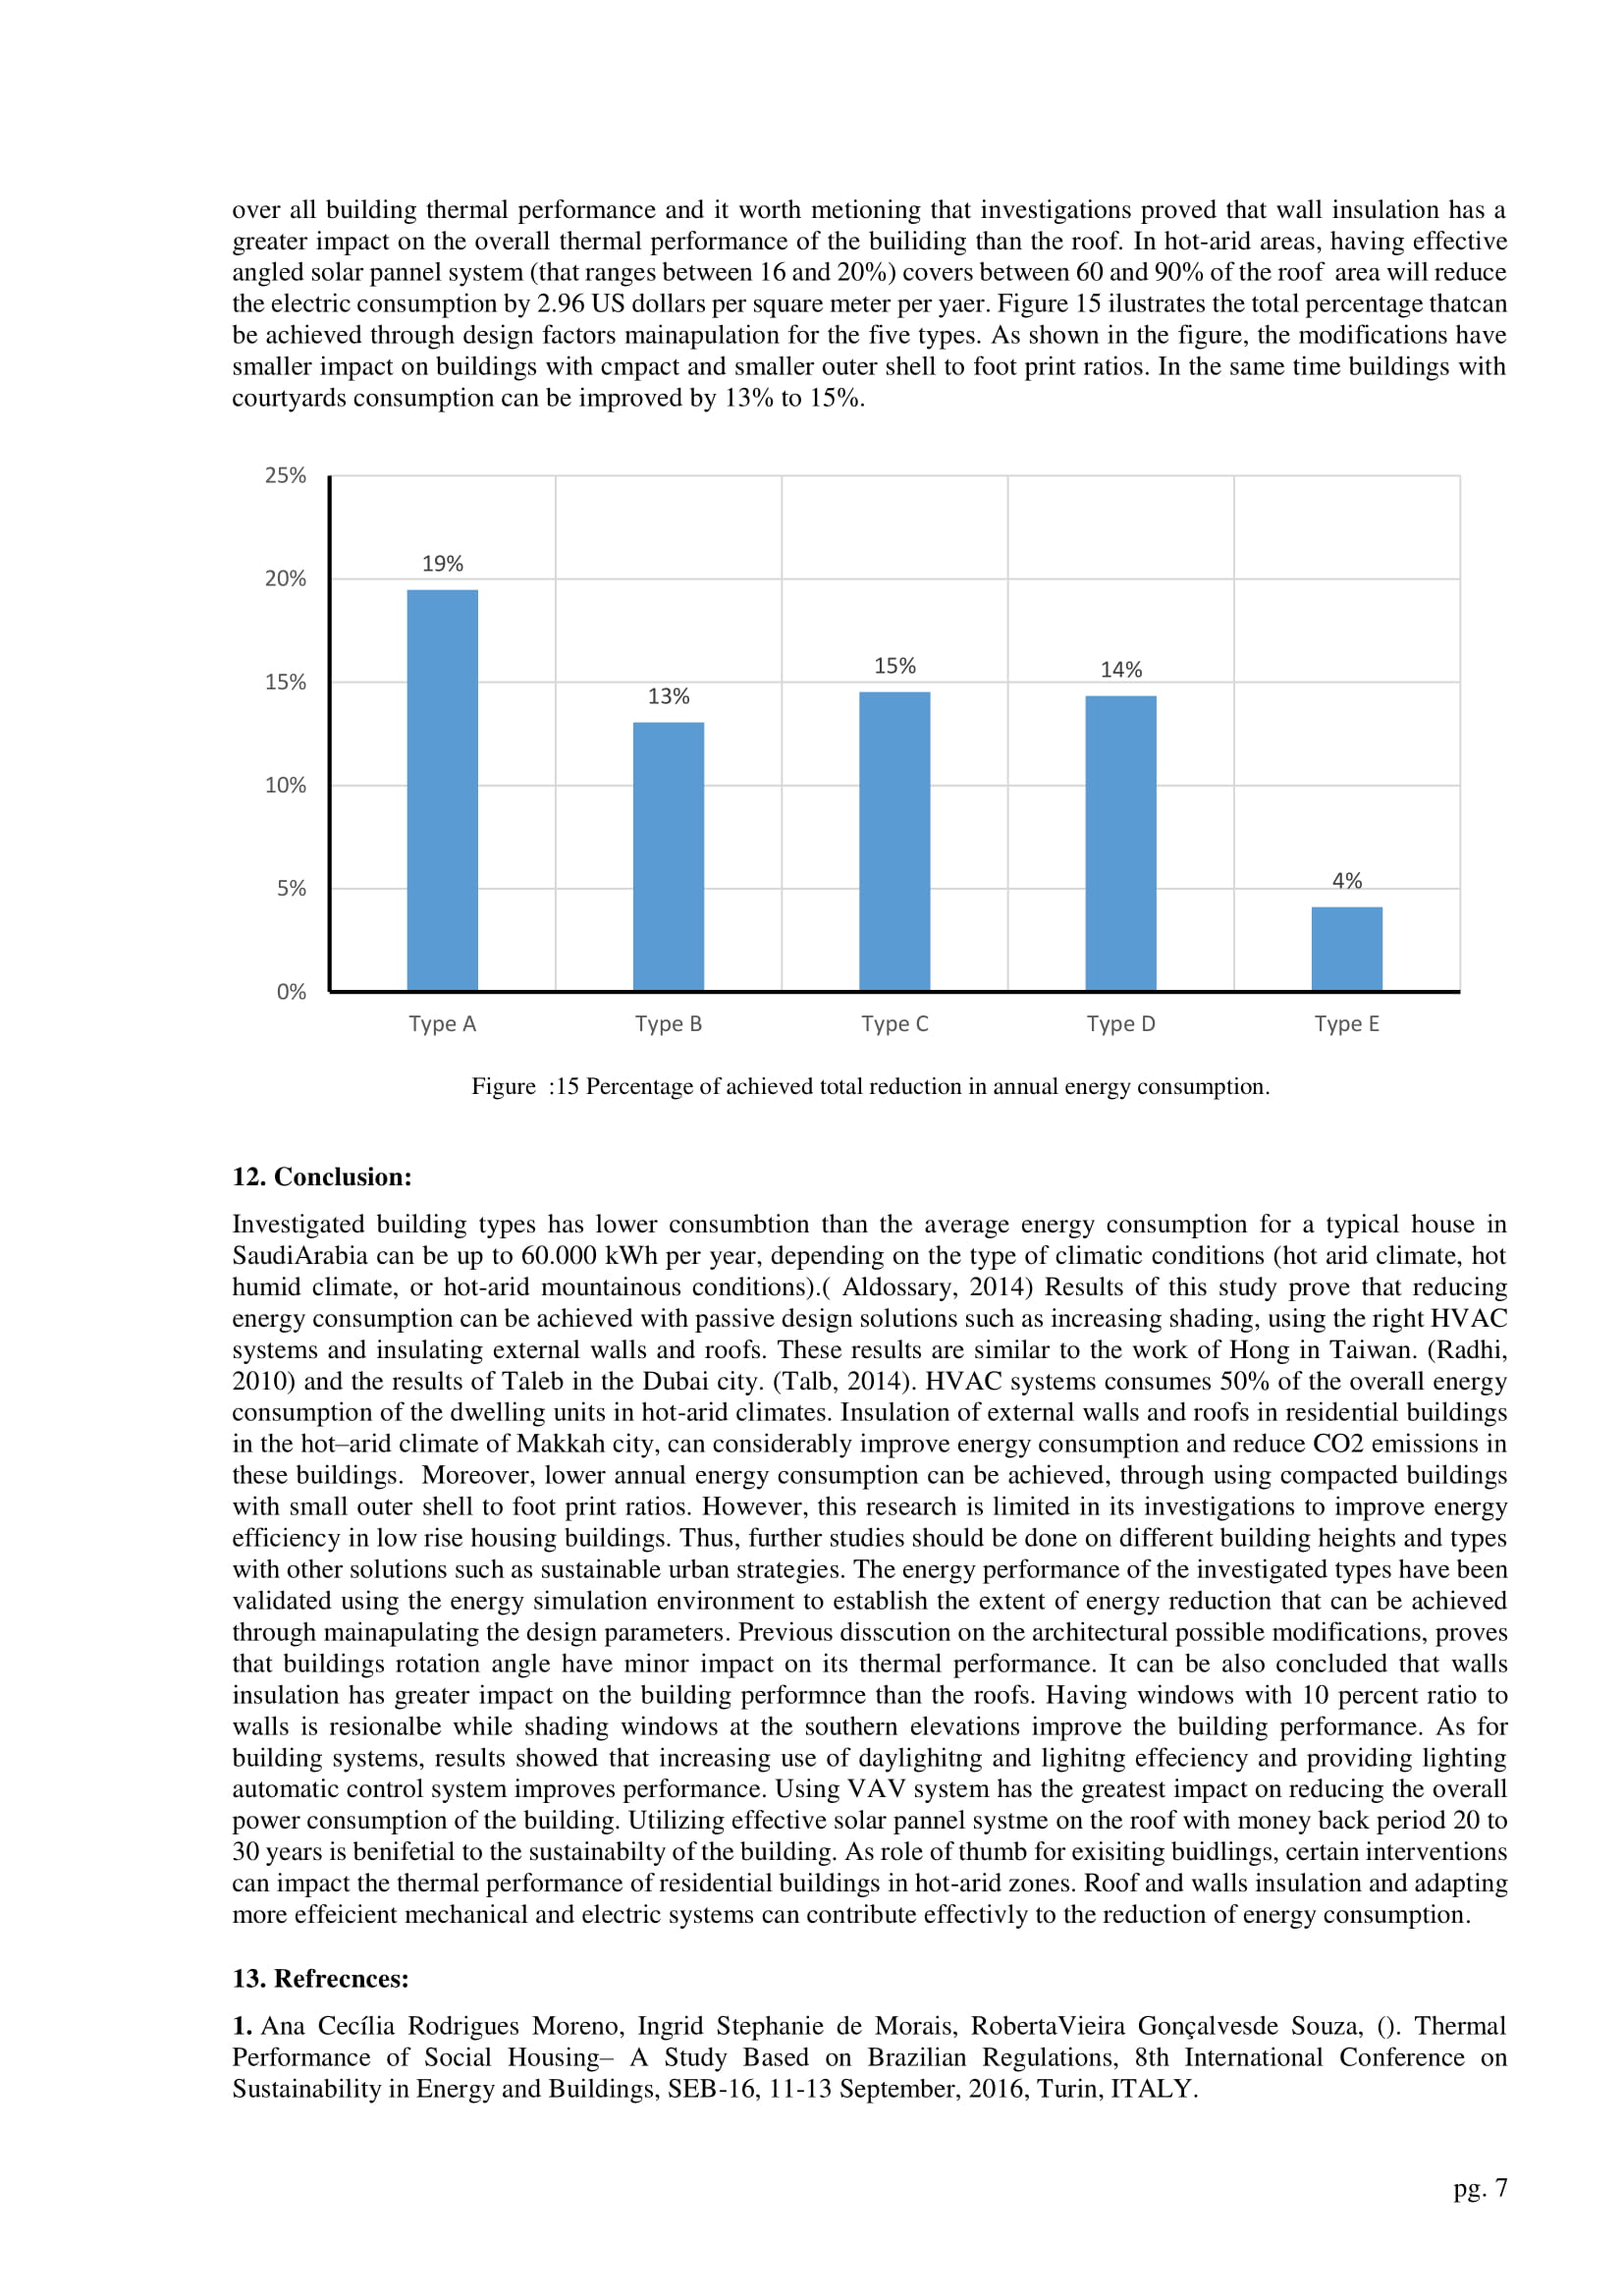 over all building thermal performance and it worth metioning that investigations proved that wall insulation has a
greater impact on the overall thermal performance of the builiding than the roof. In hot-arid areas, having effective
angled solar pannel system (that ranges between 16 and 20%) covers between 60 and 90% of the roof  area will reduce
the electric consumption by 2.96 US dollars per square meter per yaer. Figure 15 ilustrates the total percentage thatcan
be achieved through design factors mainapulation for the five types. As shown in the figure, the modifications have
smaller impact on buildings with cmpact and smaller outer shell to foot print ratios. In the same time buildings with
courtyards consumption can be improved by 13% to 15%.
25%
20%
15%
10%
5%
0%
19%
13%
15%
14%
4%
Type A
Type B
Type C
Type D
Type E
Figure  :15 Percentage of achieved total reduction in annual energy consumption.
12. Conclusion:
Investigated building types has lower consumbtion than the average energy consumption for a typical house in
SaudiArabia can be up to 60.000 kWh per year, depending on the type of climatic conditions (hot arid climate, hot
humid climate, or hot-arid mountainous conditions).( Aldossary, 2014) Results of this study prove that reducing
energy consumption can be achieved with passive design solutions such as increasing shading, using the right HVAC
systems and insulating external walls and roofs. These results are similar to the work of Hong in Taiwan. (Radhi,
2010) and the results of Taleb in the Dubai city. (Talb, 2014). HVAC systems consumes 50% of the overall energy
consumption of the dwelling units in hot-arid climates. Insulation of external walls and roofs in residential buildings
in the hot–arid climate of Makkah city, can considerably improve energy consumption and reduce CO2 emissions in
these buildings.  Moreover, lower annual energy consumption can be achieved, through using compacted buildings
with small outer shell to foot print ratios. However, this research is limited in its investigations to improve energy
efficiency in low rise housing buildings. Thus, further studies should be done on different building heights and types
with other solutions such as sustainable urban strategies. The energy performance of the investigated types have been
validated using the energy simulation environment to establish the extent of energy reduction that can be achieved
through mainapulating the design parameters. Previous disscution on the architectural possible modifications, proves
that buildings rotation angle have minor impact on its thermal performance. It can be also concluded that walls
insulation has greater impact on the building performnce than the roofs. Having windows with 10 percent ratio to
walls is resionalbe while shading windows at the southern elevations improve the building performance. As for
building systems, results showed that increasing use of daylighitng and lighitng effeciency and providing lighting
automatic control system improves performance. Using VAV system has the greatest impact on reducing the overall
power consumption of the building. Utilizing effective solar pannel systme on the roof with money back period 20 to
30 years is benifetial to the sustainabilty of the building. As role of thumb for exisiting buidlings, certain interventions
can impact the thermal performance of residential buildings in hot-arid zones. Roof and walls insulation and adapting
more effeicient mechanical and electric systems can contribute effectivly to the reduction of energy consumption.
13. Refrecnces:
1. Ana Cecília Rodrigues Moreno, Ingrid Stephanie de Morais, RobertaVieira Gonçalvesde Souza, (). Thermal
Performance of Social Housing– A Study Based on Brazilian Regulations, 8th International Conference on
Sustainability in Energy and Buildings, SEB-16, 11-13 September, 2016, Turin, ITALY.
pg. 7